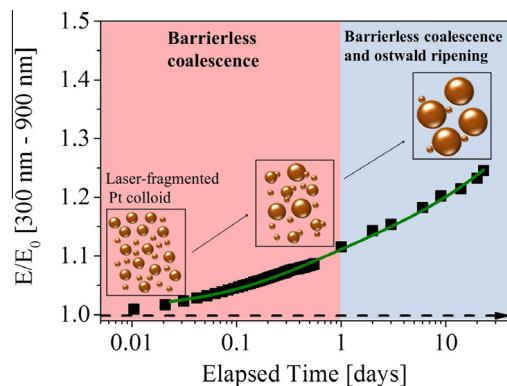 Barrierless
coalescence
Barrierless coalescence
and ostwald ripening
Laser-fragmented
Pt colloid
E/E₀ [300 nm - 900 nm]
1.5
1.4
1.3
1.2
1.1
1.0
0.01
0.1
1
10
Elapsed Time [days]